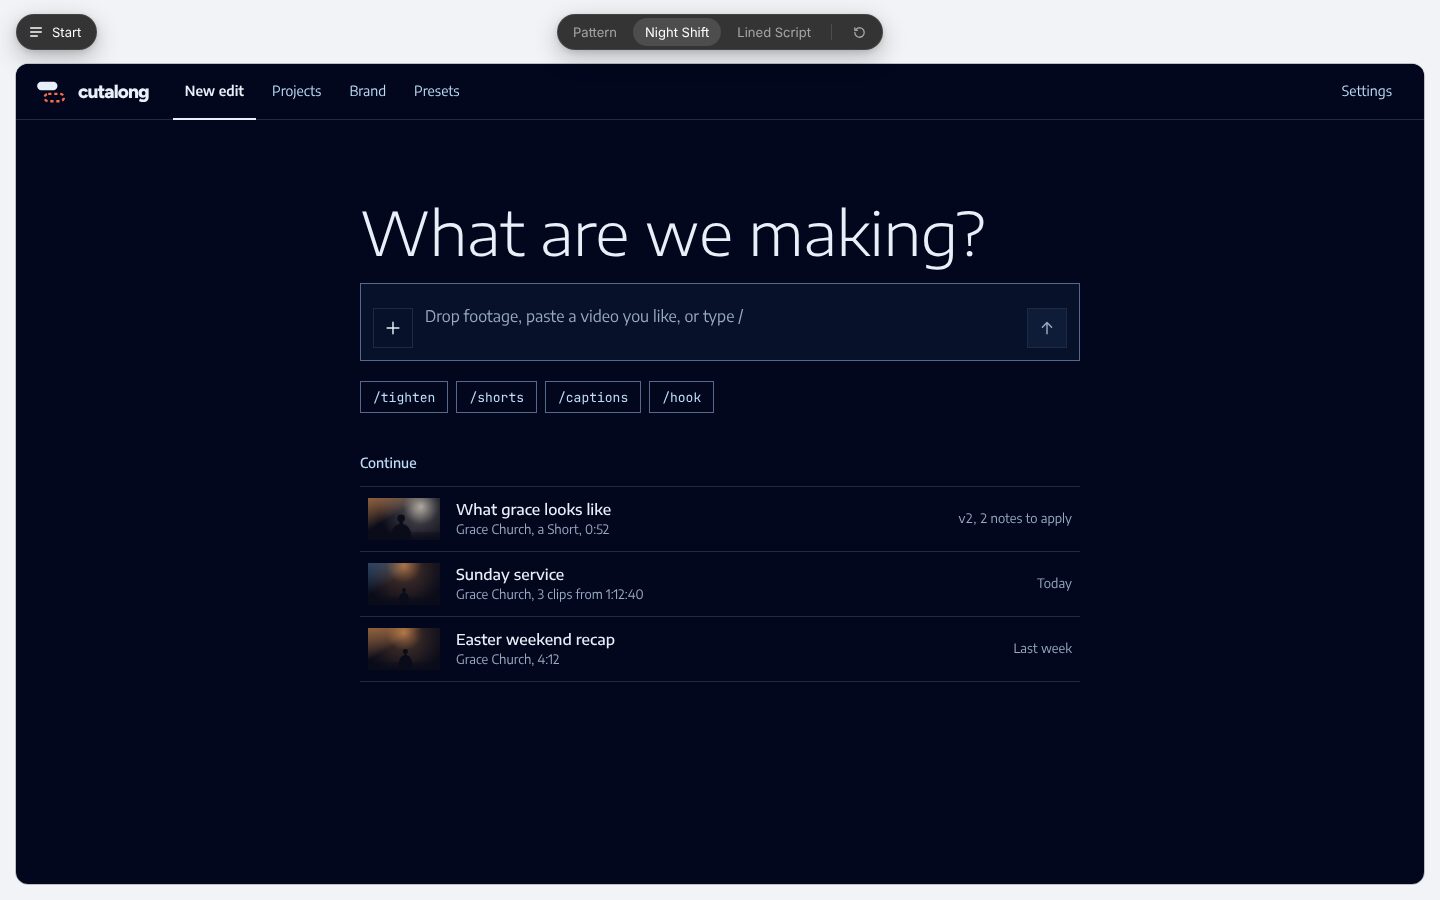 Start
Pattern
Night Shift
Lined Script
cutalong
New edit
Projects
Brand
Presets
Settings
What are we making?
Drop footage, paste a video you like, or type /
/tighten
/shorts
/captions
/hook
Continue
What grace looks like
Grace Church, a Short, 0:52
v2, 2 notes to apply
Sunday service
Grace Church, 3 clips from 1:12:40
Today
Easter weekend recap
Grace Church, 4:12
Last week